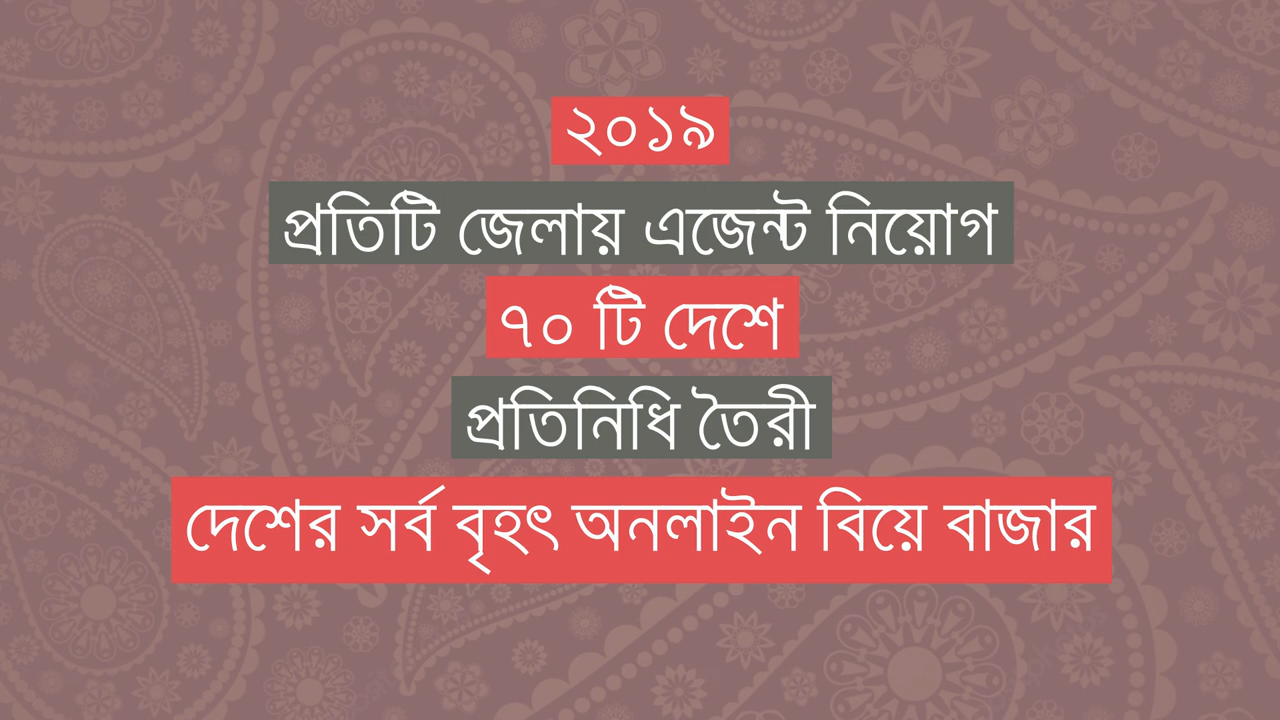 ২০১৯
প্রতিটি জেলায় এজেন্ট নিয়োগ
৭০ টি দেশে
প্রতিনিধি তৈরী
দেশের সর্ব বৃহৎ অনলাইন বিয়ে বাজার